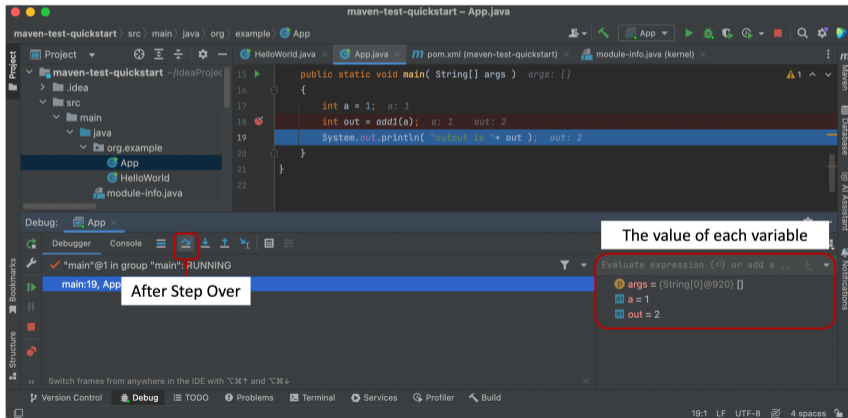 maven-test-quickstart – App.java
maven-test-quickstart 〉 src 〉 main 〉 java 〉 org 〉 example 〉 App
App
Project
HelloWorld.java
App.java
pom.xml (maven-test-quickstart)
module-info.java (kernel)
Project
maven-test-quickstart ~/IdeaProjec
.idea
src
main
java
org.example
App
HelloWorld
module-info.java
15 public static void main( String[] args ) args: []
16 {
17 int a = 1; a: 1
18 int out = add1(a); a: 1 out: 2
19 System.out.println( "output is "+ out ); out: 2
20 }
21 }
22
1
Maven
Database
AI Assistant
Notifications
Debug: App
Debugger Console
The value of each variable
"main"@1 in group "main": RUNNING
Evaluate expression (⏎) or add a ..
main:19, App
After Step Over
args = {String[0]@920} []
a = 1
out = 2
Bookmarks
Structure
Switch frames from anywhere in the IDE with ⌥⌘↑ and ⌥⌘↓
Version Control Debug TODO Problems Terminal Services Profiler Build
19:1 LF UTF-8 4 spaces